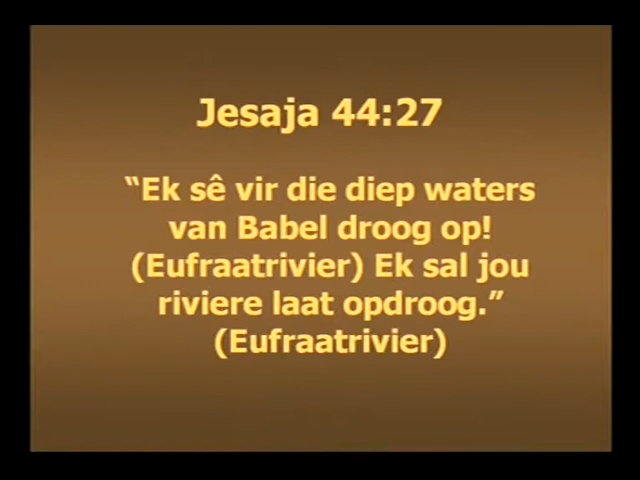 Jesaja 44:27
“Ek sê vir die diep waters
van Babel droog op!
(Eufraatrivier) Ek sal jou
riviere laat opdroog.”
(Eufraatrivier)